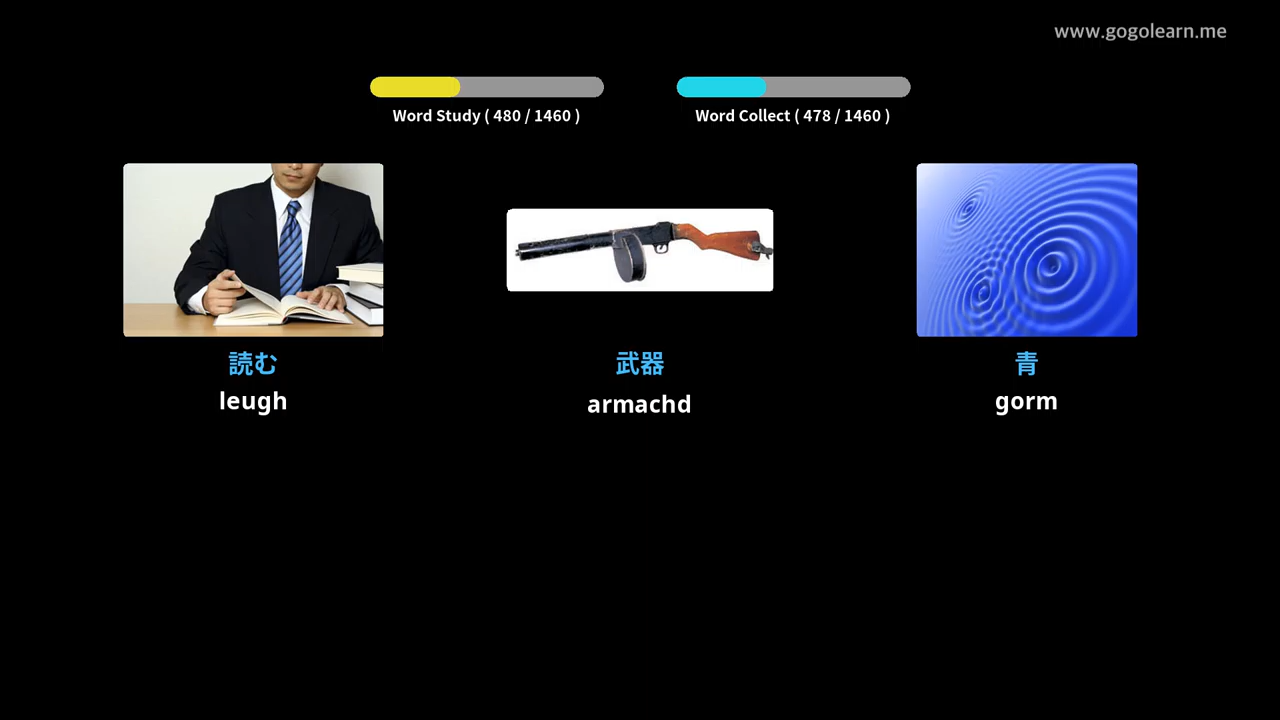 www.gogolearn.me
Word Study ( 480 / 1460 )
Word Collect ( 478 / 1460 )
読む
leugh
武器
armachd
青
gorm